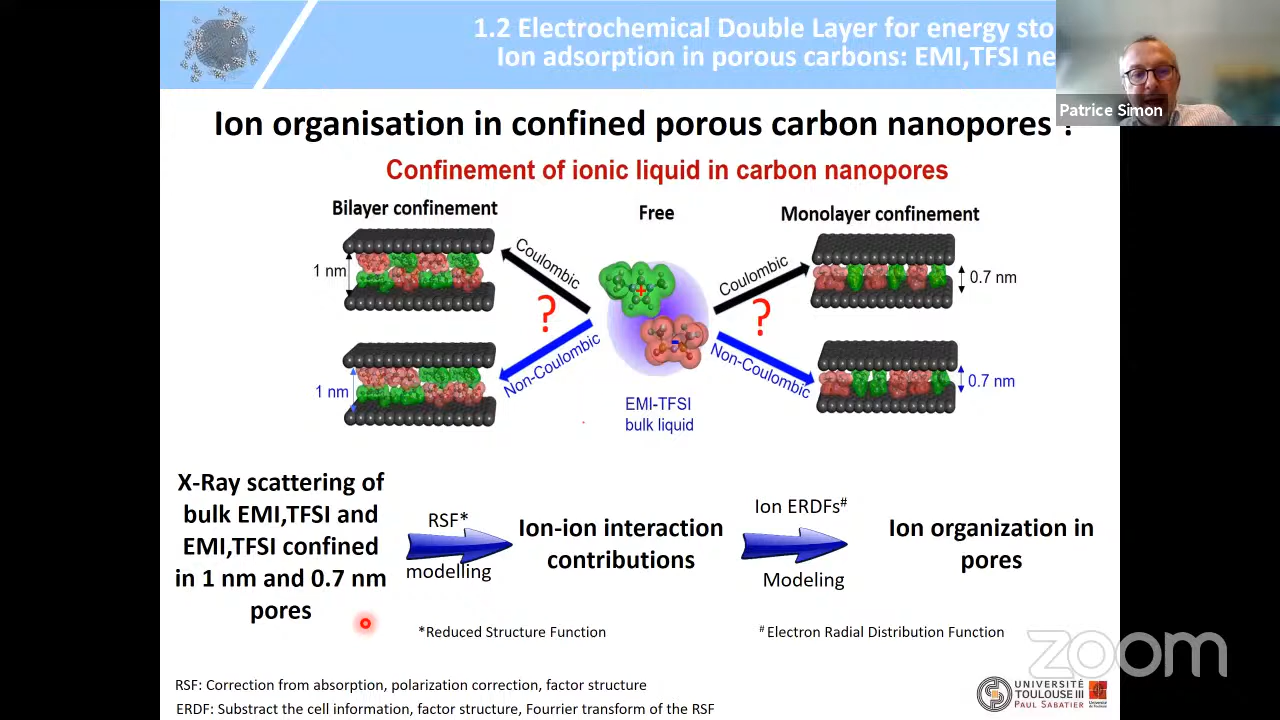 1.2 Electrochemical Double Layer for energy sto
Ion adsorption in porous carbons: EMI,TFSI ne
Patrice Simon
Ion organisation in confined porous carbon nanopores ?
Confinement of ionic liquid in carbon nanopores
Bilayer confinement
Free
Monolayer confinement
Coulombic
Coulombic
1 nm
0.7 nm
+
?
?
-
Non-Coulombic
Non-Coulombic
1 nm
0.7 nm
EMI-TFSI
bulk liquid
X-Ray scattering of
bulk EMI,TFSI and
EMI,TFSI confined
in 1 nm and 0.7 nm
pores
RSF*
modelling
Ion-ion interaction
contributions
Ion ERDFs#
Modeling
Ion organization in
pores
*Reduced Structure Function
# Electron Radial Distribution Function
zoom
RSF: Correction from absorption, polarization correction, factor structure
ERDF: Substract the cell information, factor structure, Fourrier transform of the RSF
UNIVERSITÉ
TOULOUSE III
PAUL SABATIER